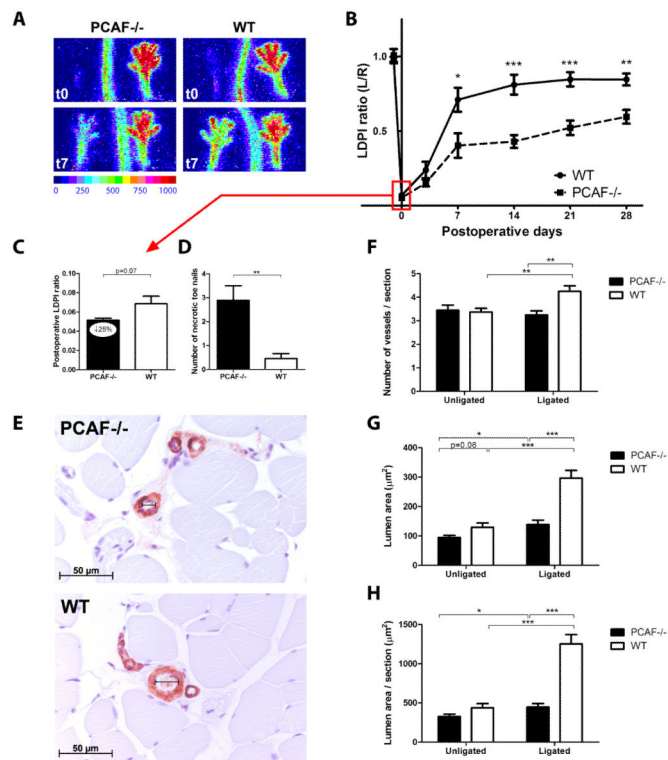 A
PCAF-/-
WT
t0
t0
t7
t7
0 250 500 750 1000
B
LDPI ratio (L/R)
1.0
0.5
* *** *** **
WT
PCAF-/-
0 7 14 21 28
Postoperative days
C
Postoperative LDPI ratio
0.10
0.08
0.06
0.04
0.02
0.00
p=0.07
↓25%
PCAF-/- WT
D
Number of necrotic toe nails
4
3
2
1
0
**
PCAF-/- WT
E
PCAF-/-
50 µm
WT
50 µm
F
Number of vessels / section
5
4
3
2
1
0
**
**
PCAF-/-
WT
Unligated Ligated
G
Lumen area (µm²)
400
300
200
100
0
* ***
p=0.06 ***
PCAF-/-
WT
Unligated Ligated
H
Lumen area / section (µm²)
1500
1000
500
0
* ***
***
PCAF-/-
WT
Unligated Ligated